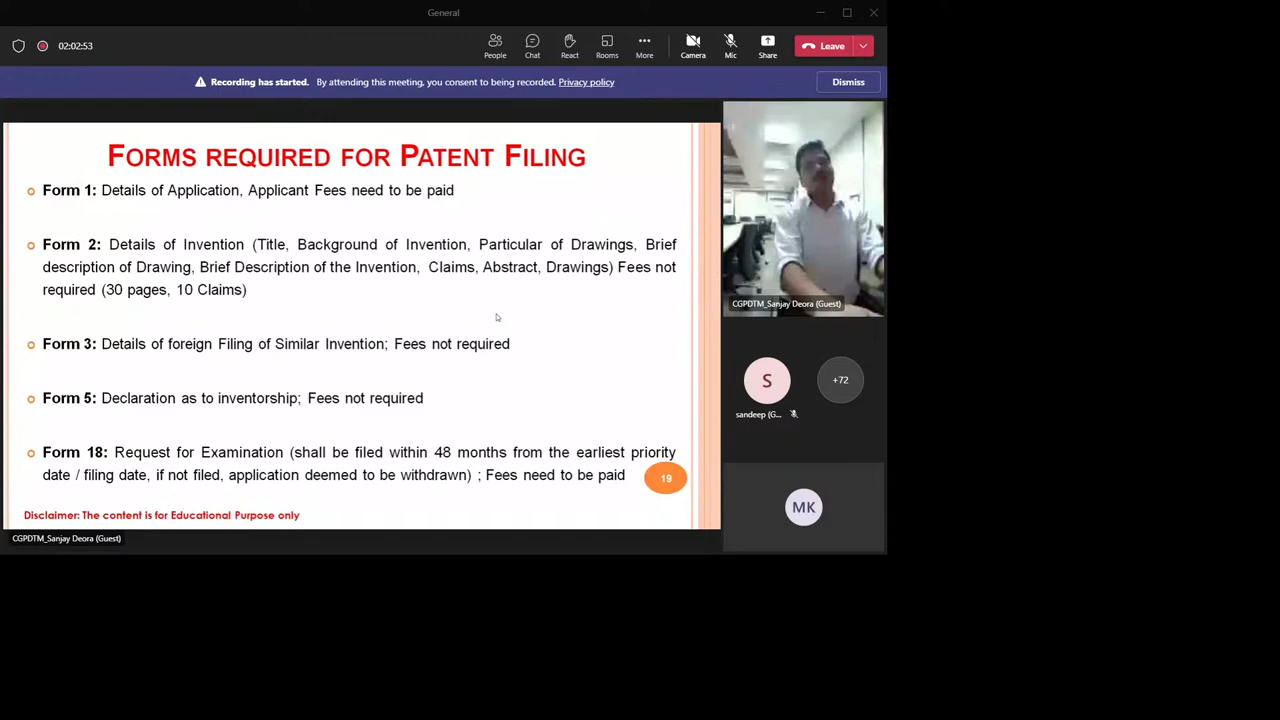 General
02:02:53
People
Chat
React
Rooms
More
Camera
Mic
Share
Leave
Recording has started. By attending this meeting, you consent to being recorded. Privacy policy
Dismiss
FORMS REQUIRED FOR PATENT FILING
Form 1: Details of Application, Applicant Fees need to be paid
Form 2: Details of Invention (Title, Background of Invention, Particular of Drawings, Brief
description of Drawing, Brief Description of the Invention, Claims, Abstract, Drawings) Fees not
required (30 pages, 10 Claims)
Form 3: Details of foreign Filing of Similar Invention; Fees not required
Form 5: Declaration as to inventorship; Fees not required
Form 18: Request for Examination (shall be filed within 48 months from the earliest priority
date / filing date, if not filed, application deemed to be withdrawn) ; Fees need to be paid
19
Disclaimer: The content is for Educational Purpose only
CGPDTM_Sanjay Deora (Guest)
CGPDTM_Sanjay Deora (Guest)
S
+72
sandeep (G...
MK